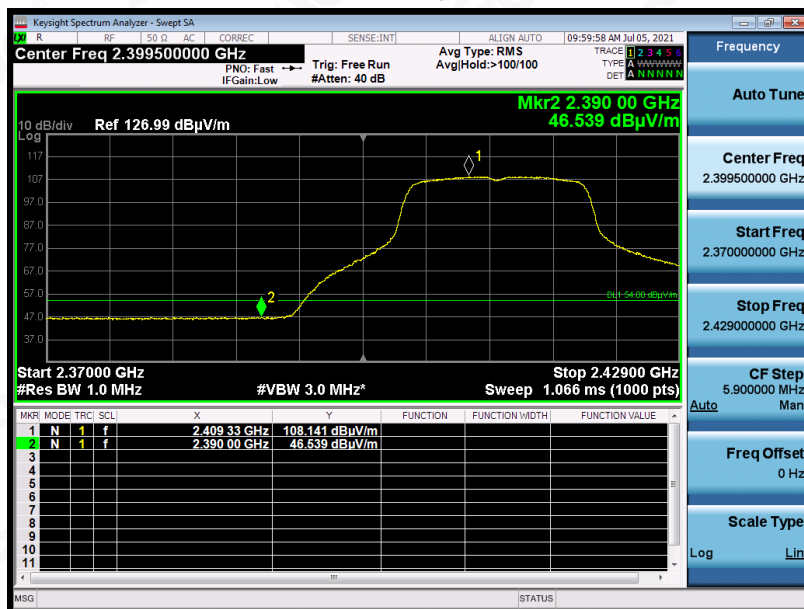 Keysight Spectrum Analyzer - Swept SA
LXI R RF 50 Ω AC CORREC SENSE:INT ALIGN AUTO 09:59:58 AM Jul 05, 2021
Center Freq 2.399500000 GHz
PNO: Fast
IFGain:Low
Trig: Free Run
#Atten: 40 dB
Avg Type: RMS
Avg|Hold:>100/100
TRACE 1 2 3 4 5 6
TYPE A WWWWW
DET A N N N N N
Mkr2 2.390 00 GHz
46.539 dBµV/m
10 dB/div Ref 126.99 dBµV/m
Log
117
107
97.0
87.0
77.0
67.0
57.0
47.0
37.0
1
2
DL1 54.00 dBµV/m
Start 2.37000 GHz Stop 2.42900 GHz
#Res BW 1.0 MHz #VBW 3.0 MHz* Sweep 1.066 ms (1000 pts)
MKR MODE TRC SCL X Y FUNCTION FUNCTION WIDTH FUNCTION VALUE
1 N 1 f 2.409 33 GHz 108.141 dBµV/m
2 N 1 f 2.390 00 GHz 46.539 dBµV/m
3
4
5
6
7
8
9
10
11
MSG STATUS
Frequency
Auto Tune
Center Freq
2.399500000 GHz
Start Freq
2.370000000 GHz
Stop Freq
2.429000000 GHz
CF Step
5.900000 MHz
Auto Man
Freq Offset
0 Hz
Scale Type
Log Lin